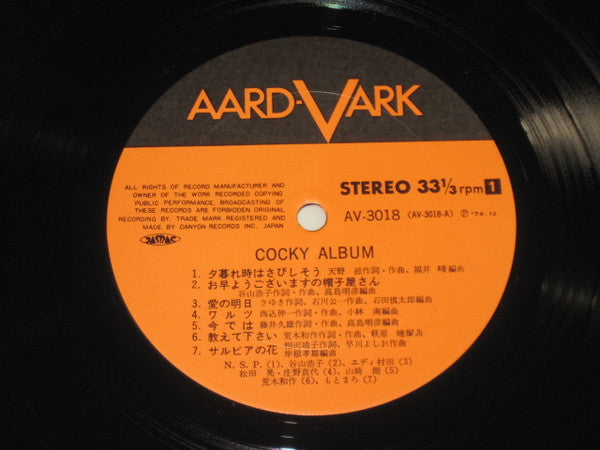 AARD-VARK
ALL RIGHTS OF RECORD MANUFACTURER AND
OWNER OF THE WORK RECORDED COPYING
PUBLIC PERFORMANCE, BROADCASTING OF
THESE RECORDS ARE FORBIDDEN. ORIGINAL
RECORDING BY. TRADE MARK REGISTERED AND
MADE BY CANYON RECORDS INC., JAPAN
JASRAC
STEREO 33 1/3 rpm 1
AV-3018 (AV-3018-A) Ⓟ '74.12
COCKY ALBUM
1. 夕暮れ時はさびしそう 天野 滋作詞・作曲、福井 峻編曲
2. お早ようございますの帽子屋さん
谷山浩子作詞・作曲、高島明彦編曲
3. 愛の明日 さゆき作詞、石川公一作曲、石田慎太郎編曲
4. ワルツ 西込伸一作詞・作曲、小林 南編曲
5. 今では 藤井久雄作詞・作曲、高島明彦編曲
6. 教えて下さい 荒木和作作詞・作曲、萩原 暁編曲
7. サルビアの花 相沢靖子作詞、早川よしお作曲
岸根孝雄編曲
N. S. P. (1)、谷山浩子 (2)、エディ村田 (3)
松田 晃・庄野真代 (4)、山崎 朗 (5)
荒木和作 (6)、もとまろ (7)